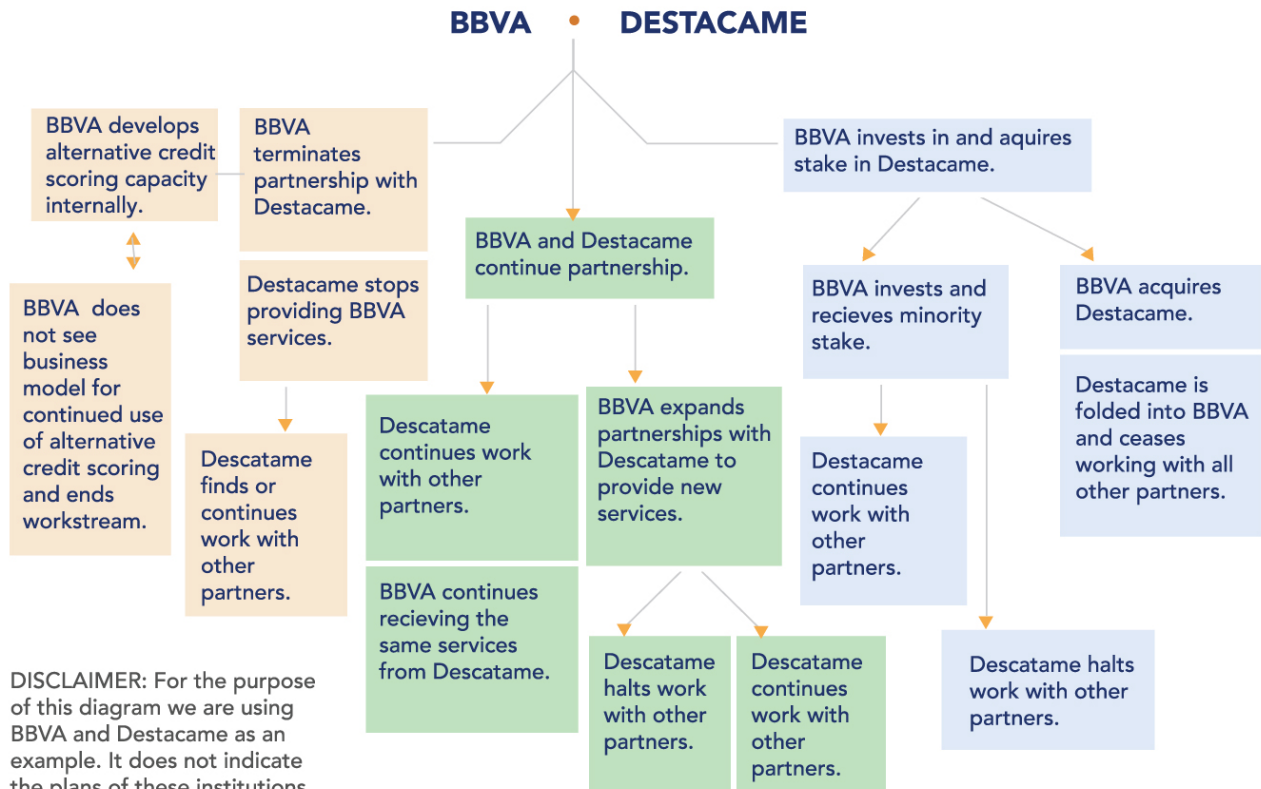 BBVA • DESTACAME
BBVA develops
alternative credit
scoring capacity
internally.
BBVA
terminates
partnership with
Destacame.
BBVA invests in and aquires
stake in Destacame.
BBVA and Destacame
continue partnership.
Destacame stops
providing BBVA
services.
BBVA does
not see
business
model for
continued use
of alternative
credit scoring
and ends
workstream.
BBVA invests and
recieves minority
stake.
BBVA acquires
Destacame.
Destacame is
folded into BBVA
and ceases
working with all
other partners.
Descatame
finds or
continues
work with
other
partners.
Descatame
continues work
with other
partners.
BBVA expands
partnerships with
Descatame to
provide new
services.
Destacame
continues
work with
other
partners.
BBVA continues
recieving the
same services
from Descatame.
Descatame
halts work
with other
partners.
Descatame
continues
work with
other
partners.
Descatame halts
work with other
partners.
DISCLAIMER: For the purpose
of this diagram we are using
BBVA and Destacame as an
example. It does not indicate
the plans of these institutions